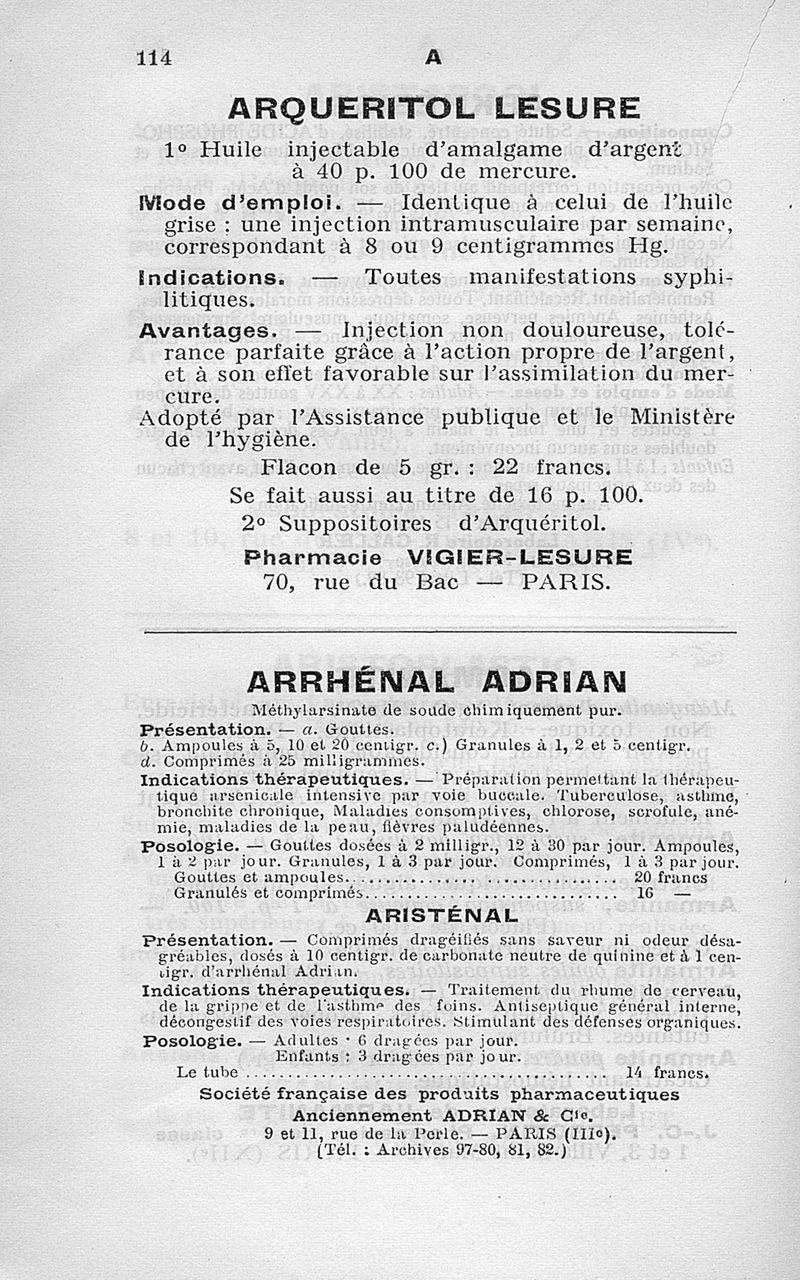 114 A
ARQUERITOL LESURE
1º Huile injectable d'amalgame d'argent
à 40 p. 100 de mercure.
Mode d'emploi. — Identique à celui de l'huile
grise : une injection intramusculaire par semaine,
correspondant à 8 ou 9 centigrammes Hg.
Indications. — Toutes manifestations syphi-
litiques.
Avantages. — Injection non douloureuse, tolé-
rance parfaite grâce à l'action propre de l'argent,
et à son effet favorable sur l'assimilation du mer-
cure.
Adopté par l'Assistance publique et le Ministère
de l'hygiène.
Flacon de 5 gr. : 22 francs.
Se fait aussi au titre de 16 p. 100.
2º Suppositoires d'Arquéritol.
Pharmacie VIGIER-LESURE
70, rue du Bac — PARIS.
ARRHÉNAL ADRIAN
Méthylarsinate de soude chimiquement pur.
Présentation. — a. Gouttes.
b. Ampoules à 5, 10 et 20 centigr. c.) Granules à 1, 2 et 5 centigr.
d. Comprimés à 25 milligrammes.
Indications thérapeutiques. — Préparation permettant la thérapeu-
tique arsenicale intensive par voie buccale. Tuberculose, asthme,
bronchite chronique, Maladies consomptives, chlorose, scrofule, ané-
mie, maladies de la peau, fièvres paludéennes.
Posologie. — Gouttes dosées à 2 milligr., 12 à 30 par jour. Ampoules,
1 à 2 par jour. Granules, 1 à 3 par jour. Comprimés, 1 à 3 par jour.
Gouttes et ampoules........................................ 20 francs
Granulés et comprimés.............................. 16 —
ARISTÉNAL
Présentation. — Comprimés dragéifiés sans saveur ni odeur désa-
gréables, dosés à 10 centigr. de carbonate neutre de quinine et à 1 cen-
tigr. d'arrhénal Adrian.
Indications thérapeutiques. — Traitement du rhume de cerveau,
de la grippe et de l'asthme des foins. Antiseptique général interne,
décongestif des voies respiratoires. Stimulant des défenses organiques.
Posologie. — Adultes : 6 dragées par jour.
Enfants : 3 dragées par jour.
Le tube ............................................. 14 francs.
Société française des produits pharmaceutiques
Anciennement ADRIAN & Cie.
9 et 11, rue de la Perle. — PARIS (IIIe).
(Tél. : Archives 97-80, 81, 82.)